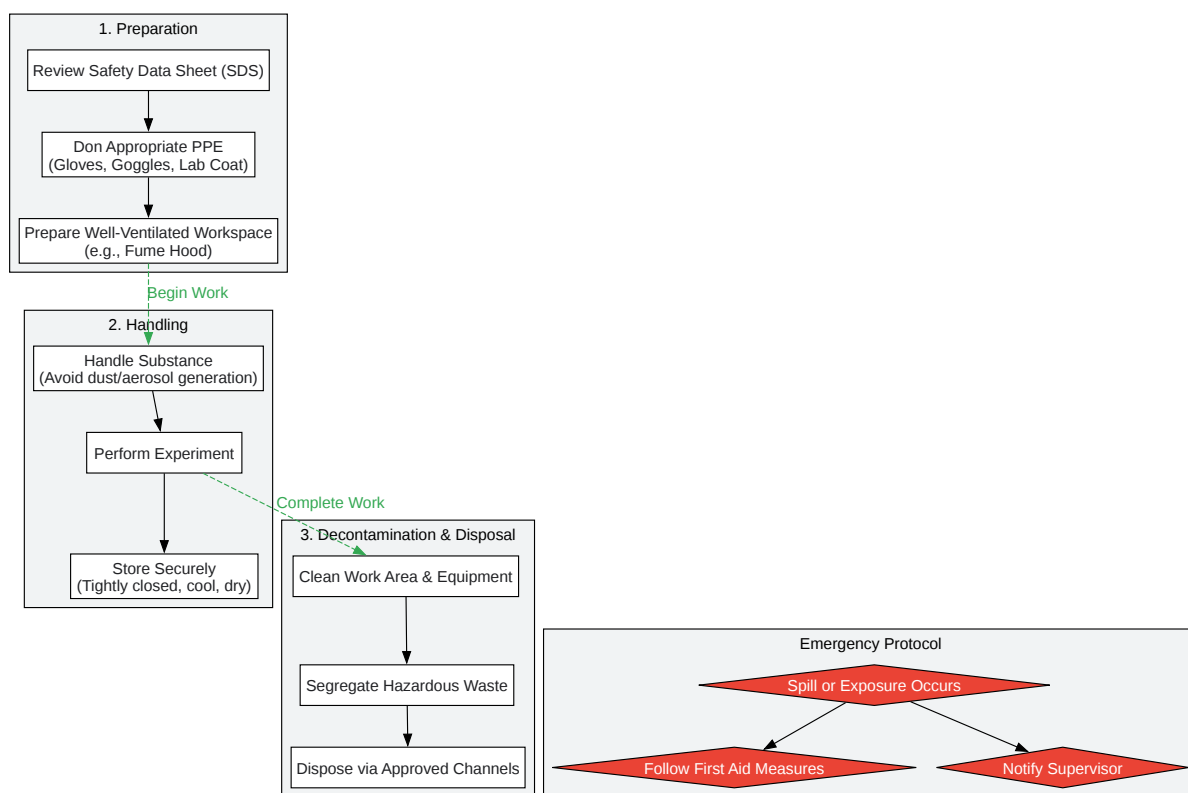 1. Preparation
Review Safety Data Sheet (SDS)
Don Appropriate PPE
(Gloves, Goggles, Lab Coat)
Prepare Well-Ventilated Workspace
(e.g., Fume Hood)
Begin Work
2. Handling
Handle Substance
(Avoid dust/aerosol generation)
Perform Experiment
Store Securely
(Tightly closed, cool, dry)
Complete Work
3. Decontamination & Disposal
Clean Work Area & Equipment
Segregate Hazardous Waste
Dispose via Approved Channels
Emergency Protocol
Spill or Exposure Occurs
Follow First Aid Measures
Notify Supervisor